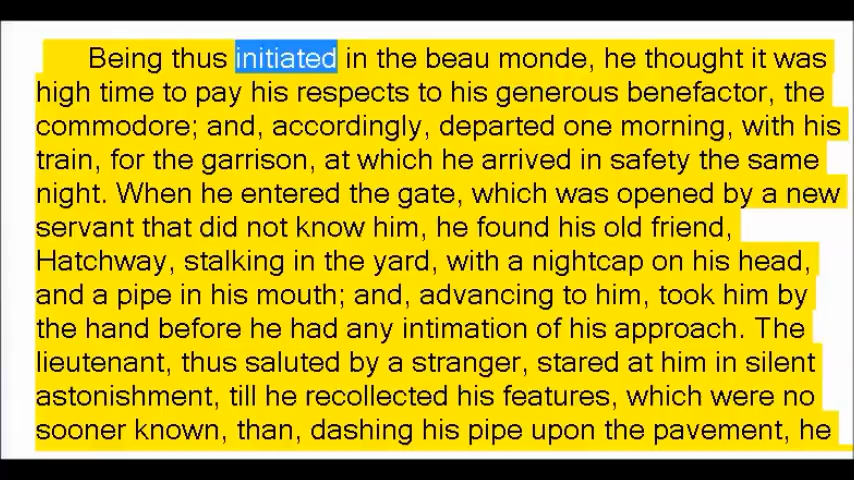 Being thus initiated in the beau monde, he thought it was
high time to pay his respects to his generous benefactor, the
commodore; and, accordingly, departed one morning, with his
train, for the garrison, at which he arrived in safety the same
night. When he entered the gate, which was opened by a new
servant that did not know him, he found his old friend,
Hatchway, stalking in the yard, with a nightcap on his head,
and a pipe in his mouth; and, advancing to him, took him by
the hand before he had any intimation of his approach. The
lieutenant, thus saluted by a stranger, stared at him in silent
astonishment, till he recollected his features, which were no
sooner known, than, dashing his pipe upon the pavement, he